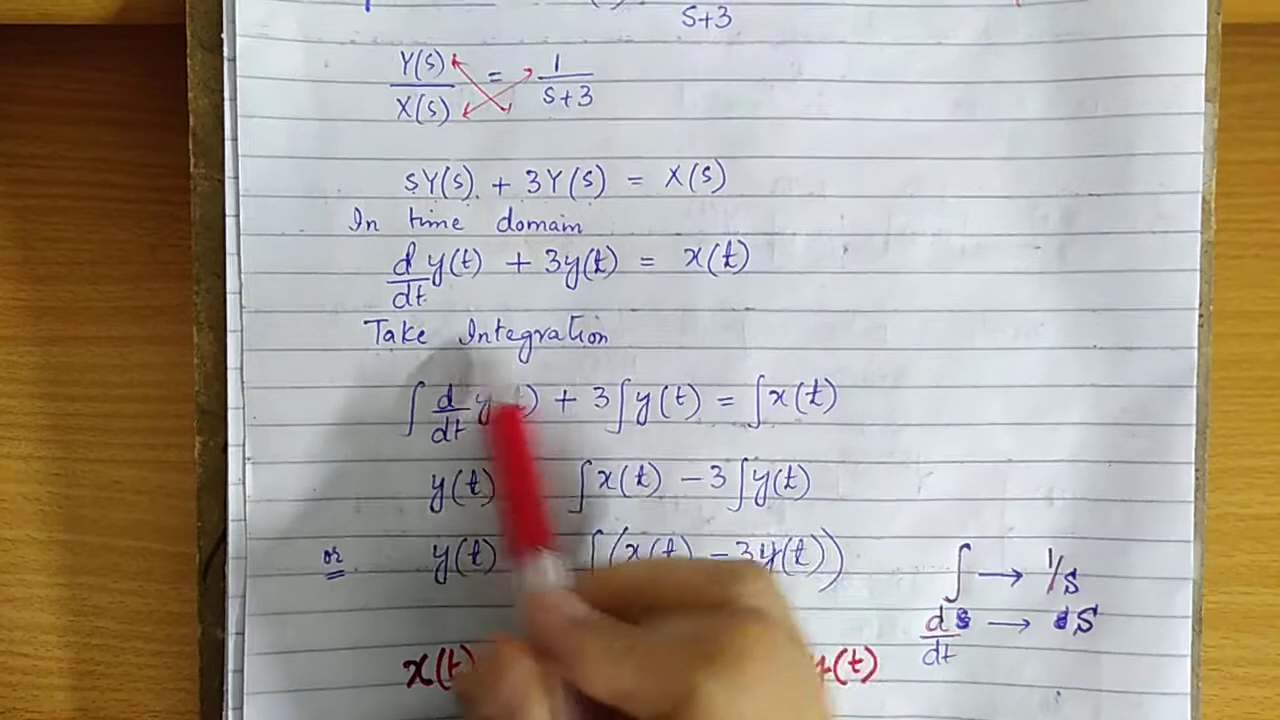 S+3
Y(s)/X(s) = 1/S+3
SY(s) + 3Y(s) = X(s)
In time domain
d/dt y(t) + 3y(t) = x(t)
Take Integration
∫ d/dt y(t) + 3∫y(t) = ∫x(t)
y(t) ∫x(t) - 3∫y(t)
or y(t) ∫(x(t) - 3y(t))
∫ → 1/S
d/dt → S
x(t) y(t)